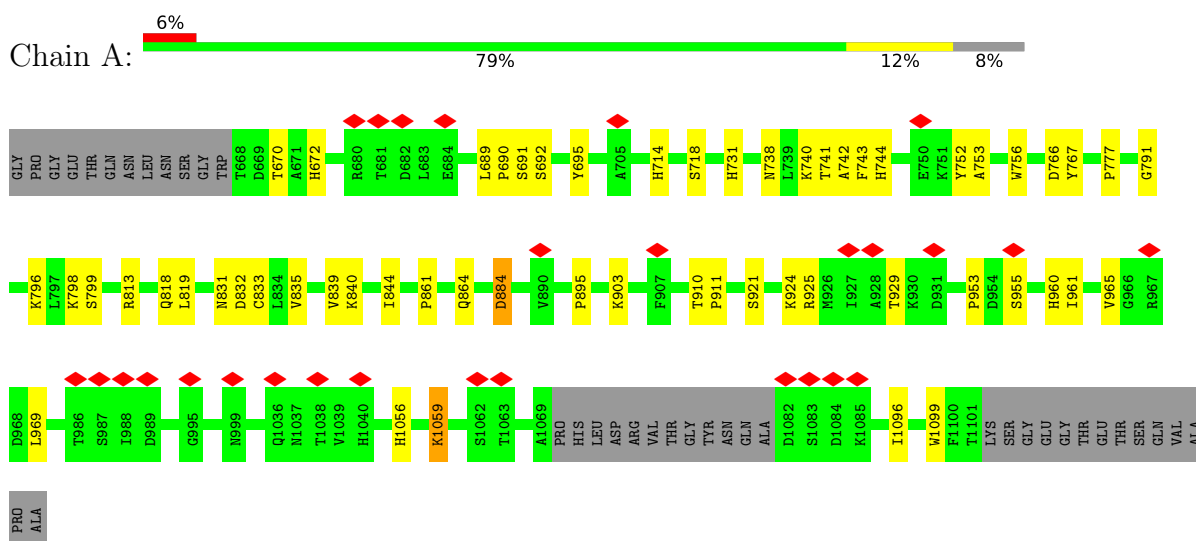 6%
Chain A:
79% 12% 8%
GLY PRO GLY GLU THR GLN ASN LEU ASN SER GLY TRP T668 D669 T670 A671 H672 R680 T681 D682 L683 E684 L689 P690 S691 S692 Y695 A705 H714 S718 H731 N738 L739 K740 T741 A742 F743 H744 E750 K751 Y752 A753 W756 D766 Y767 P777 G791
K796 L797 K798 S799 R813 Q818 L819 N831 D832 C833 L834 V835 V839 K840 I844 P861 Q864 D884 V890 P895 K903 F907 T910 P911 S921 K924 R925 M926 I927 A928 T929 K930 D931 P953 D954 S955 H960 I961 V965 G966 R967
D968 L969 T986 S987 I988 D989 G995 N999 Q1036 N1037 T1038 V1039 H1040 H1056 K1059 S1062 T1063 A1069 PRO HIS LEU ASP ARG VAL THR GLY TYR ASN GLN ALA D1082 S1083 D1084 K1085 I1096 W1099 F1100 T1101 LYS SER GLY GLU GLY THR GLU THR SER GLN VAL ALA
PRO ALA